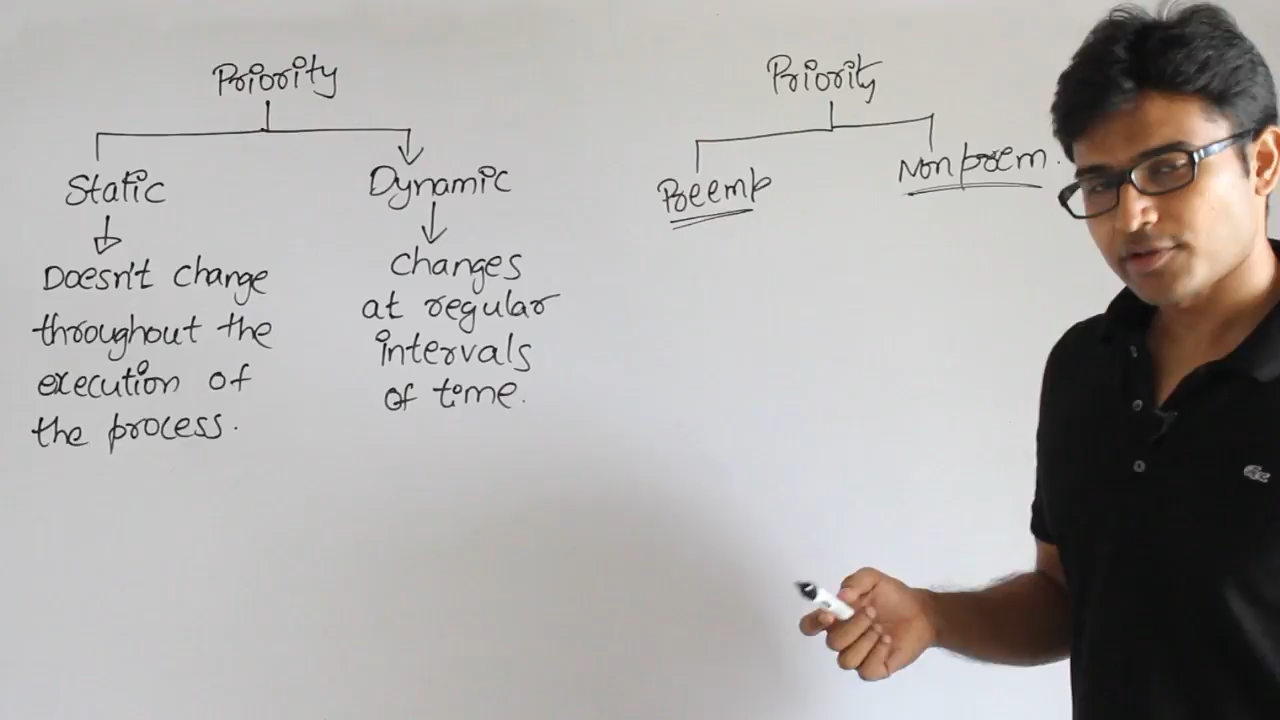 Priority
Static
Dynamic
Doesn't change
throughout the
execution of
the process.
changes
at regular
intervals
of time.
Priority
Preemp
Non preem.